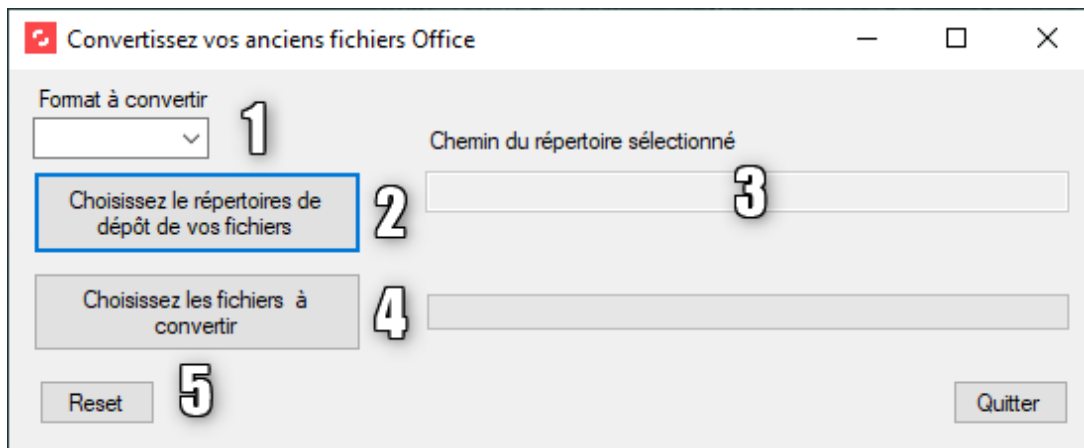 Convertissez vos anciens fichiers Office
Format à convertir
1
Chemin du répertoire sélectionné
Choisissez le répertoires de
dépôt de vos fichiers
2
3
Choisissez les fichiers à
convertir
4
Reset
5
Quitter